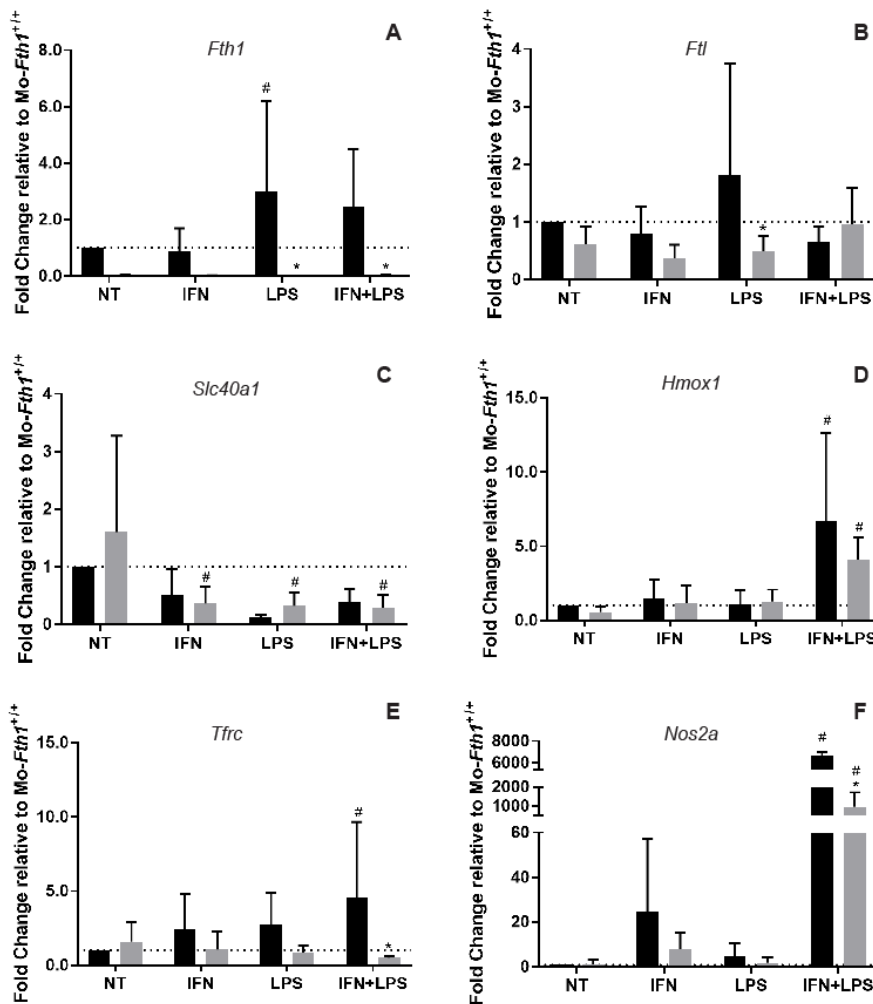 A
Fth1
Fold Change relative to Mo-Fth1+/+
8.0
6.0
4.0
2.0
0.0
#
*
*
NT IFN LPS IFN+LPS
B
Ftl
Fold Change relative to Mo-Fth1+/+
4
3
2
1
0
*
NT IFN LPS IFN+LPS
C
Slc40a1
Fold Change relative to Mo-Fth1+/+
4
3
2
1
0
# # #
NT IFN LPS IFN+LPS
D
Hmox1
Fold Change relative to Mo-Fth1+/+
15.0
10.0
5.0
0.0
#
#
NT IFN LPS IFN+LPS
E
Tfrc
Fold Change relative to Mo-Fth1+/+
15.0
10.0
5.0
0.0
#
*
NT IFN LPS IFN+LPS
F
Nos2a
Fold Change relative to Mo-Fth1+/+
8000
6000
2000
1000
60
40
20
0
#
#
*
NT IFN LPS IFN+LPS